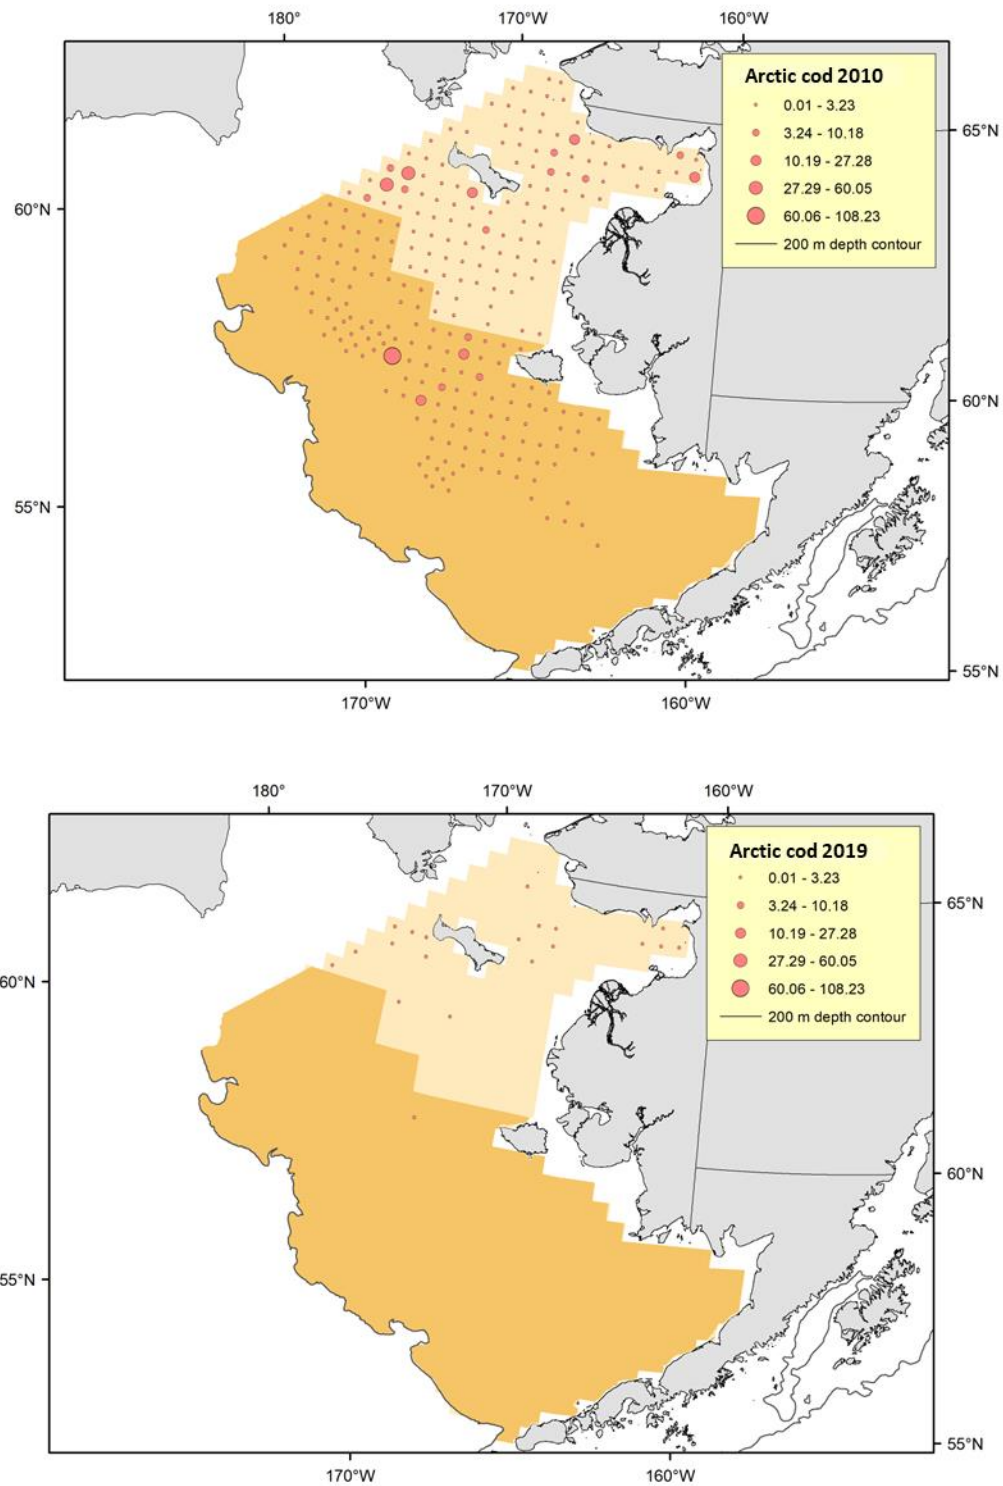 180°
170°W
160°W
Arctic cod 2010
0.01 - 3.23
3.24 - 10.18
10.19 - 27.28
27.29 - 60.05
60.06 - 108.23
200 m depth contour
65°N
60°N
60°N
55°N
55°N
170°W
160°W
180°
170°W
160°W
Arctic cod 2019
0.01 - 3.23
3.24 - 10.18
10.19 - 27.28
27.29 - 60.05
60.06 - 108.23
200 m depth contour
65°N
60°N
60°N
55°N
55°N
170°W
160°W